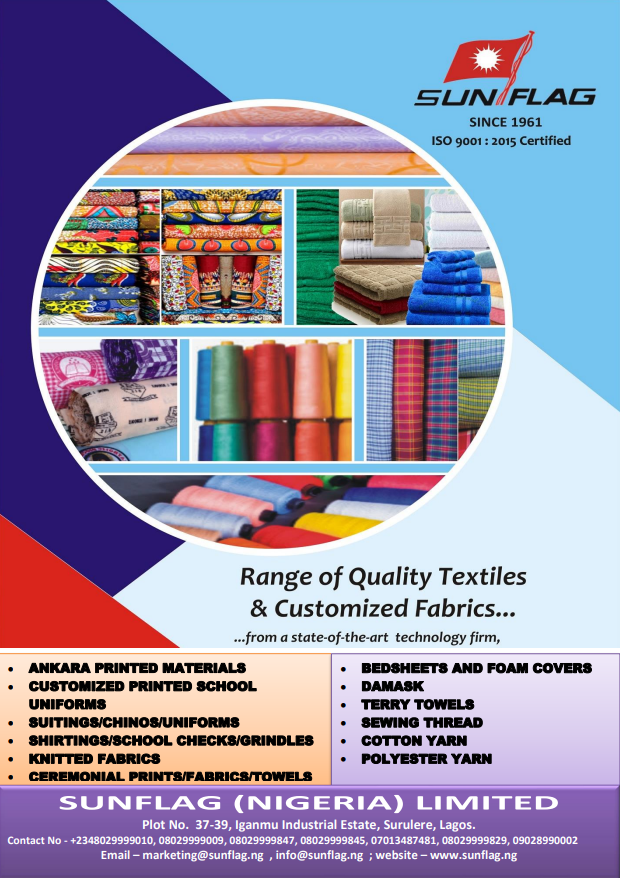 SUN FLAG
SINCE 1961
ISO 9001 : 2015 Certified
Range of Quality Textiles
& Customized Fabrics...
...from a state-of-the-art technology firm,
• ANKARA PRINTED MATERIALS
• CUSTOMIZED PRINTED SCHOOL
UNIFORMS
• SUITINGS/CHINOS/UNIFORMS
• SHIRTINGS/SCHOOL CHECKS/GRINDLES
• KNITTED FABRICS
• CEREMONIAL PRINTS/FABRICS/TOWELS
• BEDSHEETS AND FOAM COVERS
• DAMASK
• TERRY TOWELS
• SEWING THREAD
• COTTON YARN
• POLYESTER YARN
SUNFLAG (NIGERIA) LIMITED
Plot No. 37-39, Iganmu Industrial Estate, Surulere, Lagos.
Contact No - +2348029999010, 08029999009, 08029999847, 08029999845, 07013487481, 08029999829, 09028990002
Email – marketing@sunflag.ng , info@sunflag.ng ; website – www.sunflag.ng